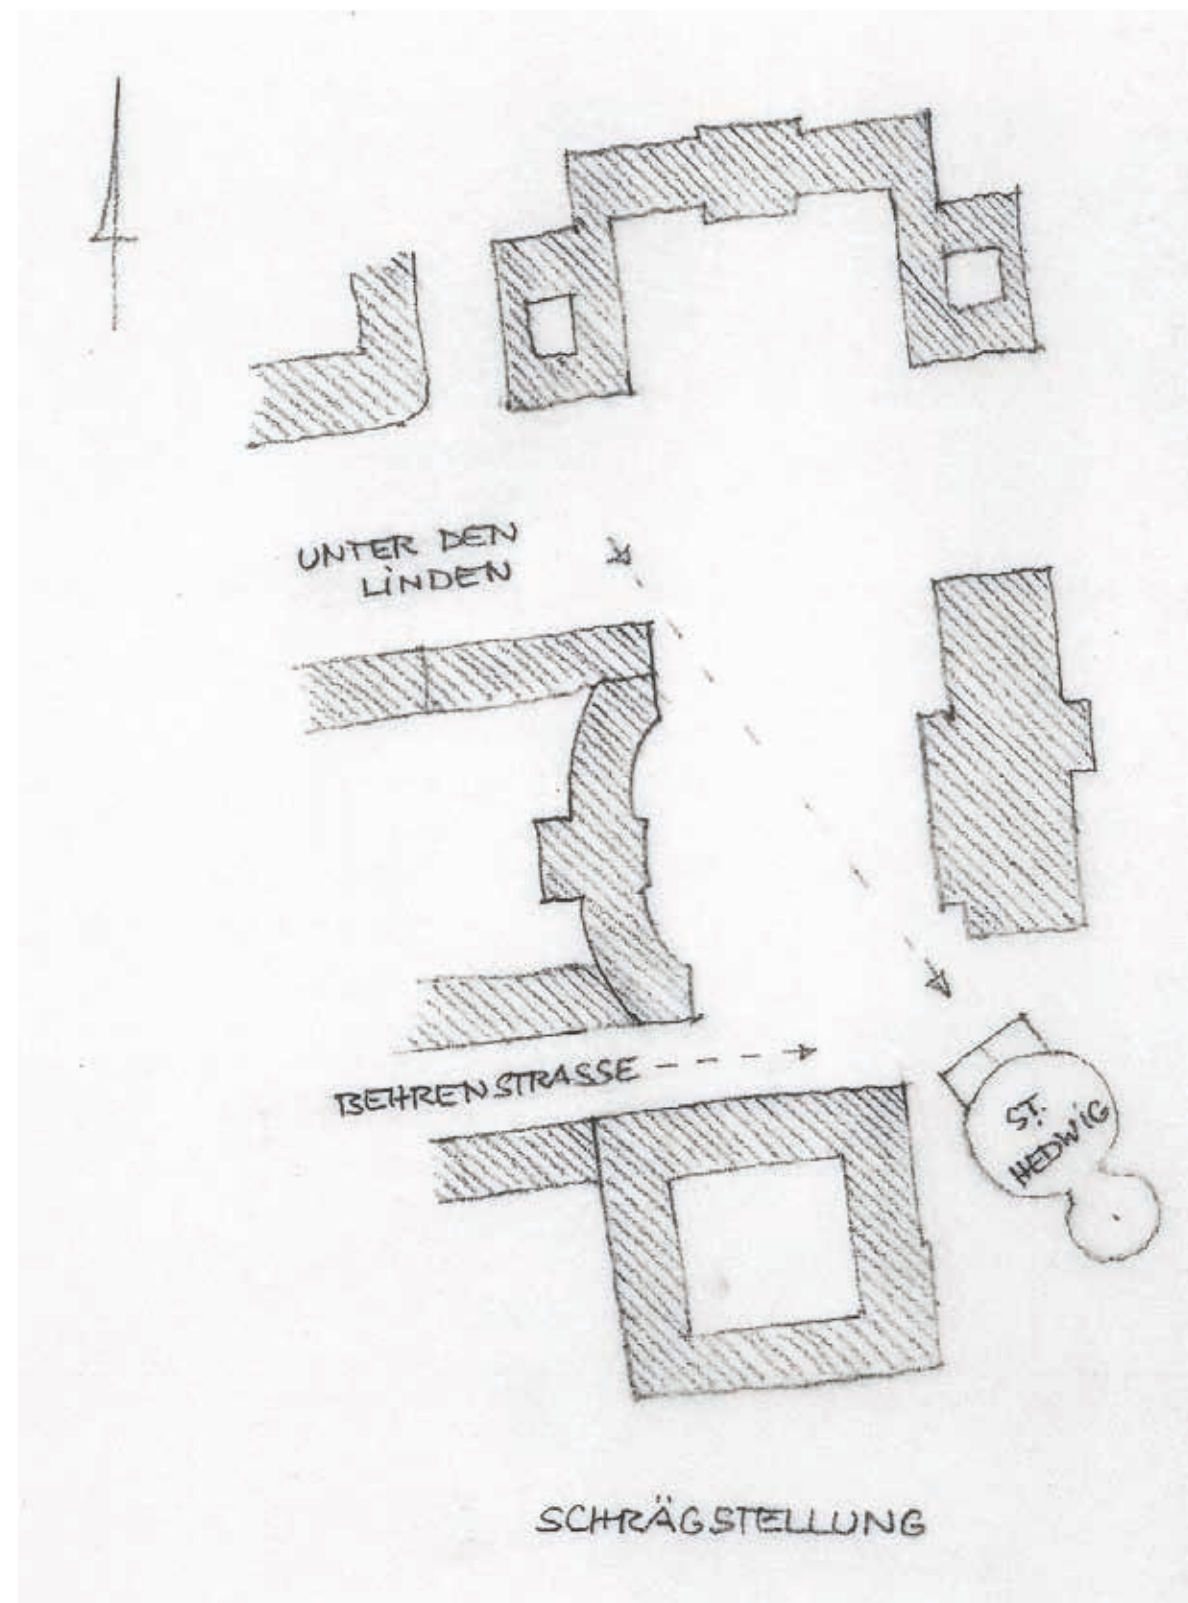 UNTER DEN
LINDEN
BEHRENSTRASSE
ST.
HEDWIG
SCHRÄGSTELLUNG